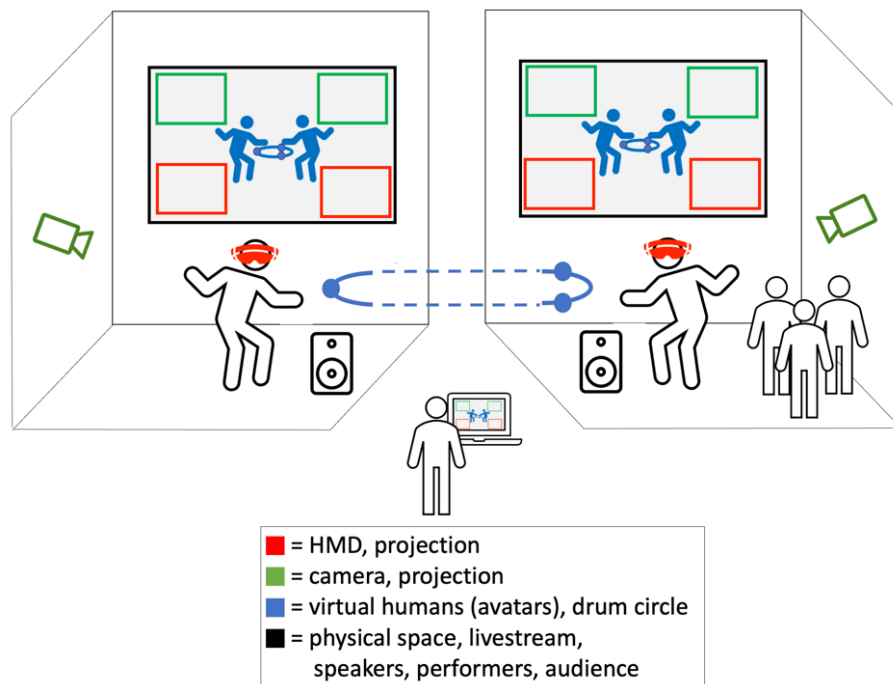 = HMD, projection
= camera, projection
= virtual humans (avatars), drum circle
= physical space, livestream,
speakers, performers, audience